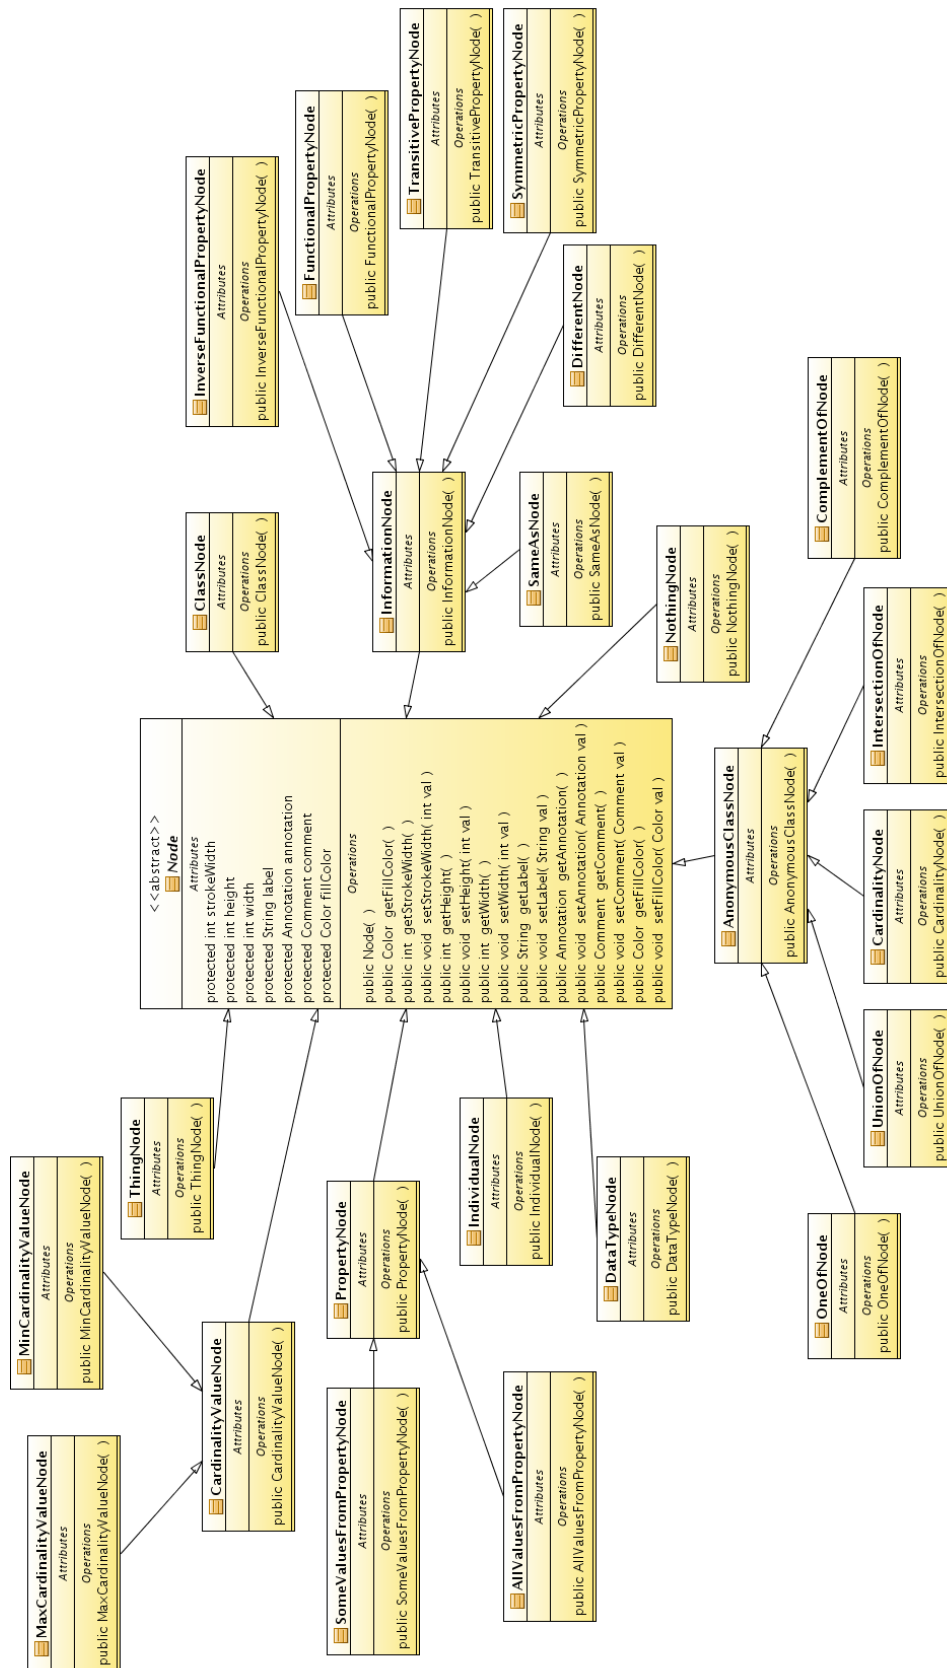 MaxCardinalityValueNode
Attributes
Operations
public MaxCardinalityValueNode( )
MinCardinalityValueNode
Attributes
Operations
public MinCardinalityValueNode( )
CardinalityValueNode
Attributes
Operations
public CardinalityValueNode( )
ThingNode
Attributes
Operations
public ThingNode( )
SomeValuesFromPropertyNode
Attributes
Operations
public SomeValuesFromPropertyNode( )
AllValuesFromPropertyNode
Attributes
Operations
public AllValuesFromPropertyNode( )
PropertyNode
Attributes
Operations
public PropertyNode( )
IndividualNode
Attributes
Operations
public IndividualNode( )
DataTypeNode
Attributes
Operations
public DataTypeNode( )
<<abstract>>
Node
Attributes
protected int strokeWidth
protected int height
protected int width
protected String label
protected Annotation annotation
protected Comment comment
protected Color fillColor
Operations
public Node( )
public Color getFillColor( )
public int getStrokeWidth( )
public void setStrokeWidth( int val )
public int getHeight( )
public void setHeight( int val )
public int getWidth( )
public void setWidth( int val )
public String getLabel( )
public void setLabel( String val )
public Annotation getAnnotation( )
public void setAnnotation( Annotation val )
public Comment getComment( )
public void setComment( Comment val )
public Color getFillColor( )
public void setFillColor( Color val )
ClassNode
Attributes
Operations
public ClassNode( )
InformationNode
Attributes
Operations
public InformationNode( )
SameAsNode
Attributes
Operations
public SameAsNode( )
NothingNode
Attributes
Operations
public NothingNode( )
InverseFunctionalPropertyNode
Attributes
Operations
public InverseFunctionalPropertyNode( )
FunctionalPropertyNode
Attributes
Operations
public FunctionalPropertyNode( )
TransitivePropertyNode
Attributes
Operations
public TransitivePropertyNode( )
SymmetricPropertyNode
Attributes
Operations
public SymmetricPropertyNode( )
DifferentNode
Attributes
Operations
public DifferentNode( )
AnonymousClassNode
Attributes
Operations
public AnonymousClassNode( )
OneOfNode
Attributes
Operations
public OneOfNode( )
UnionOfNode
Attributes
Operations
public UnionOfNode( )
CardinalityNode
Attributes
Operations
public CardinalityNode( )
IntersectionOfNode
Attributes
Operations
public IntersectionOfNode( )
ComplementOfNode
Attributes
Operations
public ComplementOfNode( )